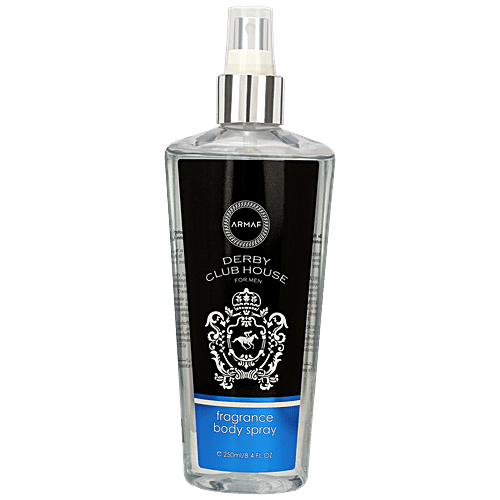 ARMAF
DERBY
CLUB HOUSE
FOR MEN
fragrance
body spray
℮ 250ml/8.4 FL.OZ